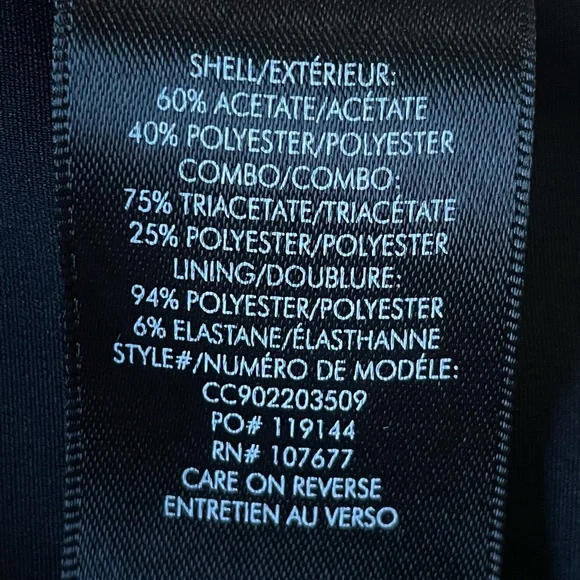 SHELL/EXTÉRIEUR:
60% ACETATE/ACÉTATE
40% POLYESTER/POLYESTER
COMBO/COMBO:
75% TRIACETATE/TRIACÉTATE
25% POLYESTER/POLYESTER
LINING/DOUBLURE:
94% POLYESTER/POLYESTER
6% ELASTANE/ÉLASTHANNE
STYLE#/NUMÉRO DE MODÉLE:
CC902203509
PO# 119144
RN# 107677
CARE ON REVERSE
ENTRETIEN AU VERSO